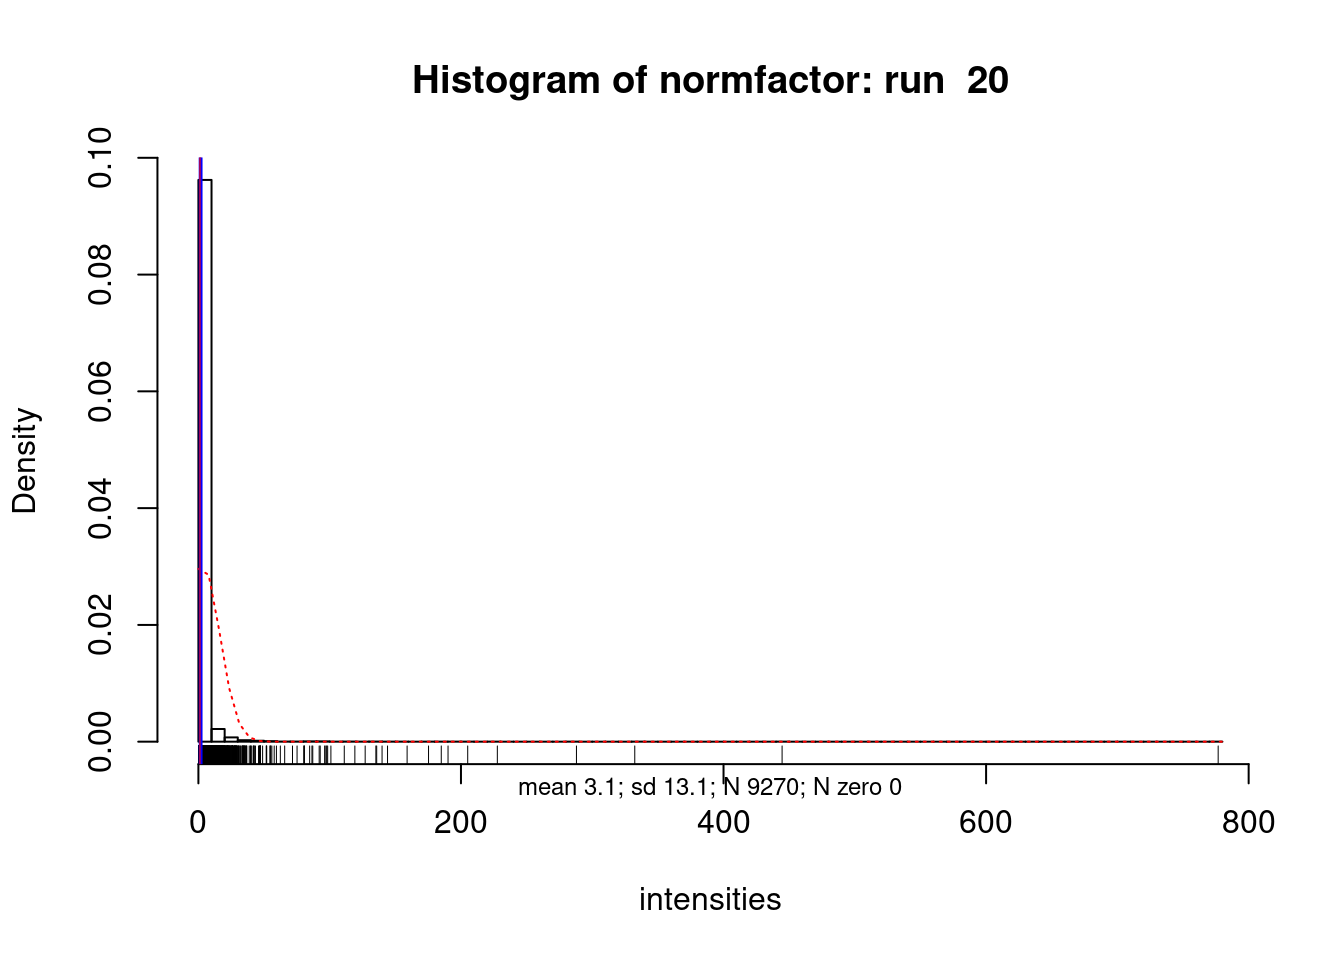 Histogram of normfactor: run  20
Density
0.10
0.08
0.06
0.04
0.02
0.00
mean 3.1; sd 13.1; N 9270; N zero 0
0 200 400 600 800
intensities